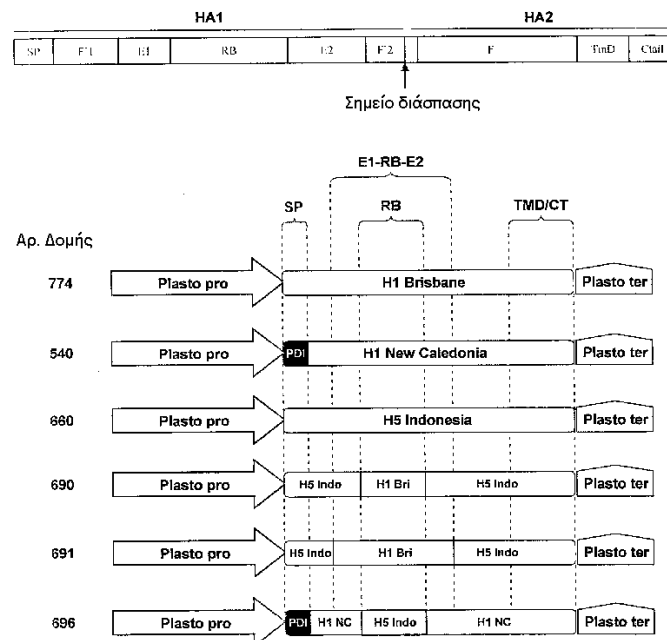 HA1 HA2
SP F'1 E1 RB E2 F'2 F TmD Ctail
Σημείο διάσπασης
E1-RB-E2
SP RB TMD/CT
Αρ. Δομής
774 Plasto pro H1 Brisbane Plasto ter
540 Plasto pro PDI H1 New Caledonia Plasto ter
660 Plasto pro H5 Indonesia Plasto ter
690 Plasto pro H5 Indo H1 Bri H5 Indo Plasto ter
691 Plasto pro H5 Indo H1 Bri H5 Indo Plasto ter
696 Plasto pro PDI H1 NC H5 Indo H1 NC Plasto ter